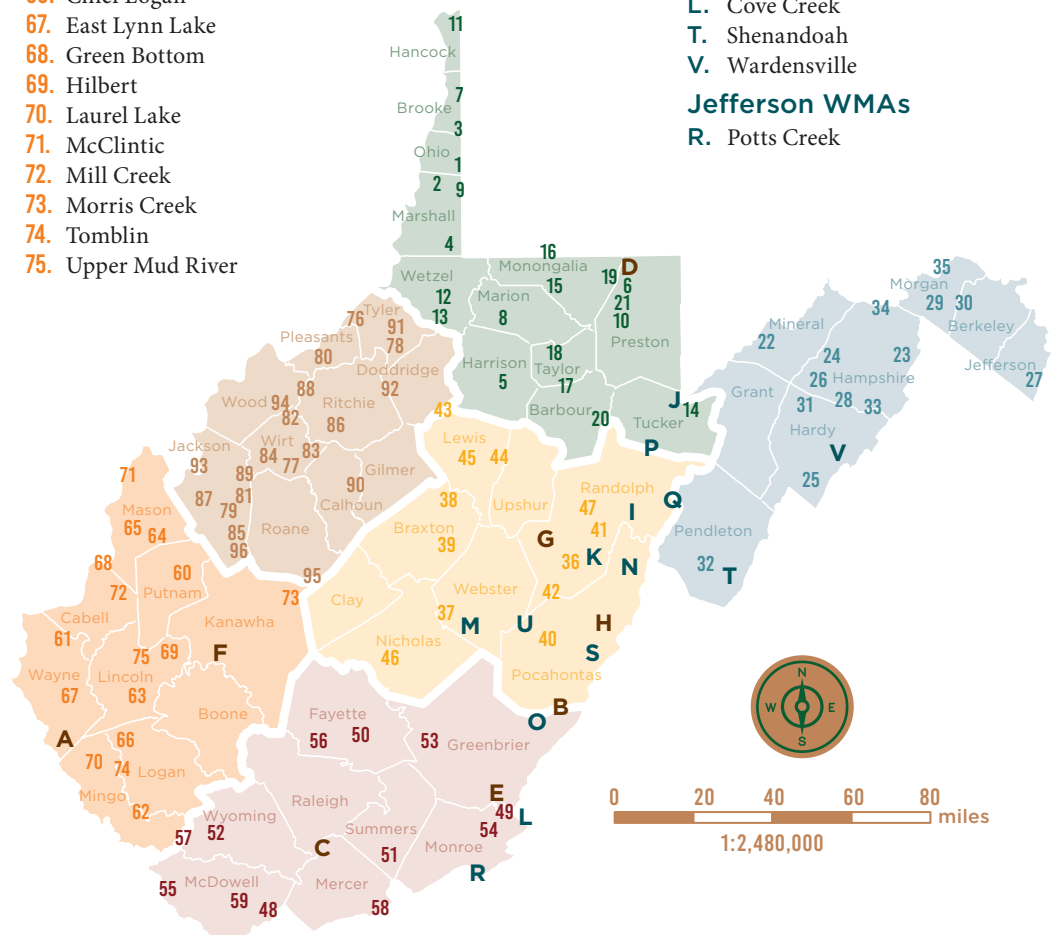 67. East Lynn Lake
68. Green Bottom
69. Hilbert
70. Laurel Lake
71. McClintic
72. Mill Creek
73. Morris Creek
74. Tomblin
75. Upper Mud River
L. Cove Creek
T. Shenandoah
V. Wardensville
Jefferson WMAs
R. Potts Creek
11
Hancock
7
Brooke
3
Ohio
1
2 9
Marshall
4
16
Wetzel
Monongalia
D
19
6
15
12
Marion
21
13
8
10
Preston
18
Harrison
Taylor
5
17
Barbour
20
J 14
Tucker
P
35
Morgan
34
29 30
Mineral
Berkeley
22
24
23
Jefferson
27
26
Hampshire
Grant
31
28
33
Hardy
V
25
Pendleton
32
T
76
Tyler
91
Pleasants
78
80
Doddridge
88
92
Wood 94
Ritchie
82
86
Jackson
Wirt
83
93
84
77
89
Gilmer
87
81
90
79
Calhoun
85
Roane
96
95
43
Lewis
45 44
Randolph
Upshur
47
I
Q
38
41
Braxton
39
G
36
K
N
Webster
42
Clay
37
M
U
H
40
Nicholas
S
46
Pocahontas
B
O
71
Mason
65 64
68
60
72
Putnam
73
Cabell
Kanawha
61
75 69
F
Wayne
Lincoln
67
63
Boone
A
66
70
74
Logan
Mingo
62
Fayette
56 50
53
Greenbrier
Raleigh
E
49
L
Wyoming
57
52
Summers
54
C
51
Monroe
R
McDowell
55
Mercer
59
48
58
N
W E
S
0 20 40 60 80
miles
1:2,480,000